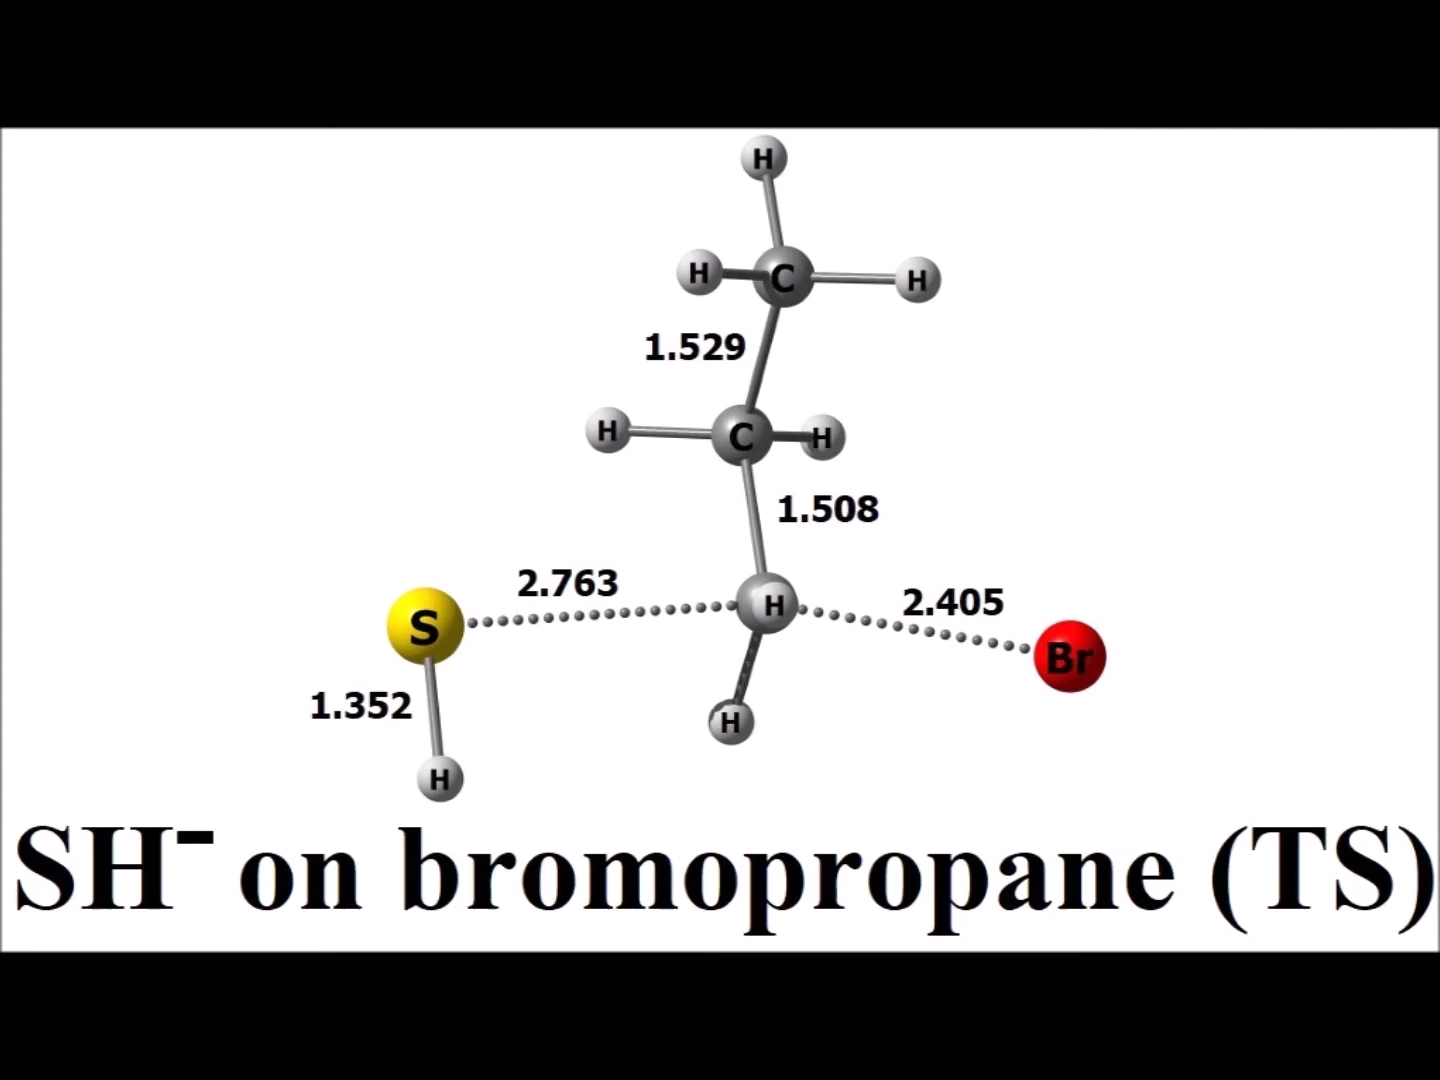 H
H C H
1.529
H C H
1.508
2.763
2.405
H
S
Br
1.352
H
H
SH⁻ on bromopropane (TS)